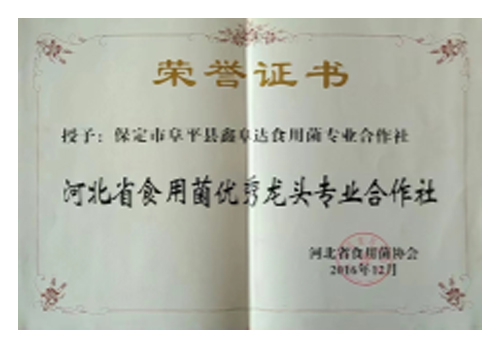 荣誉证书
授予：保定市阜平县鑫阜达食用菌专业合作社
河北省食用菌优秀龙头专业合作社
河北省食用菌协会
2016年12月